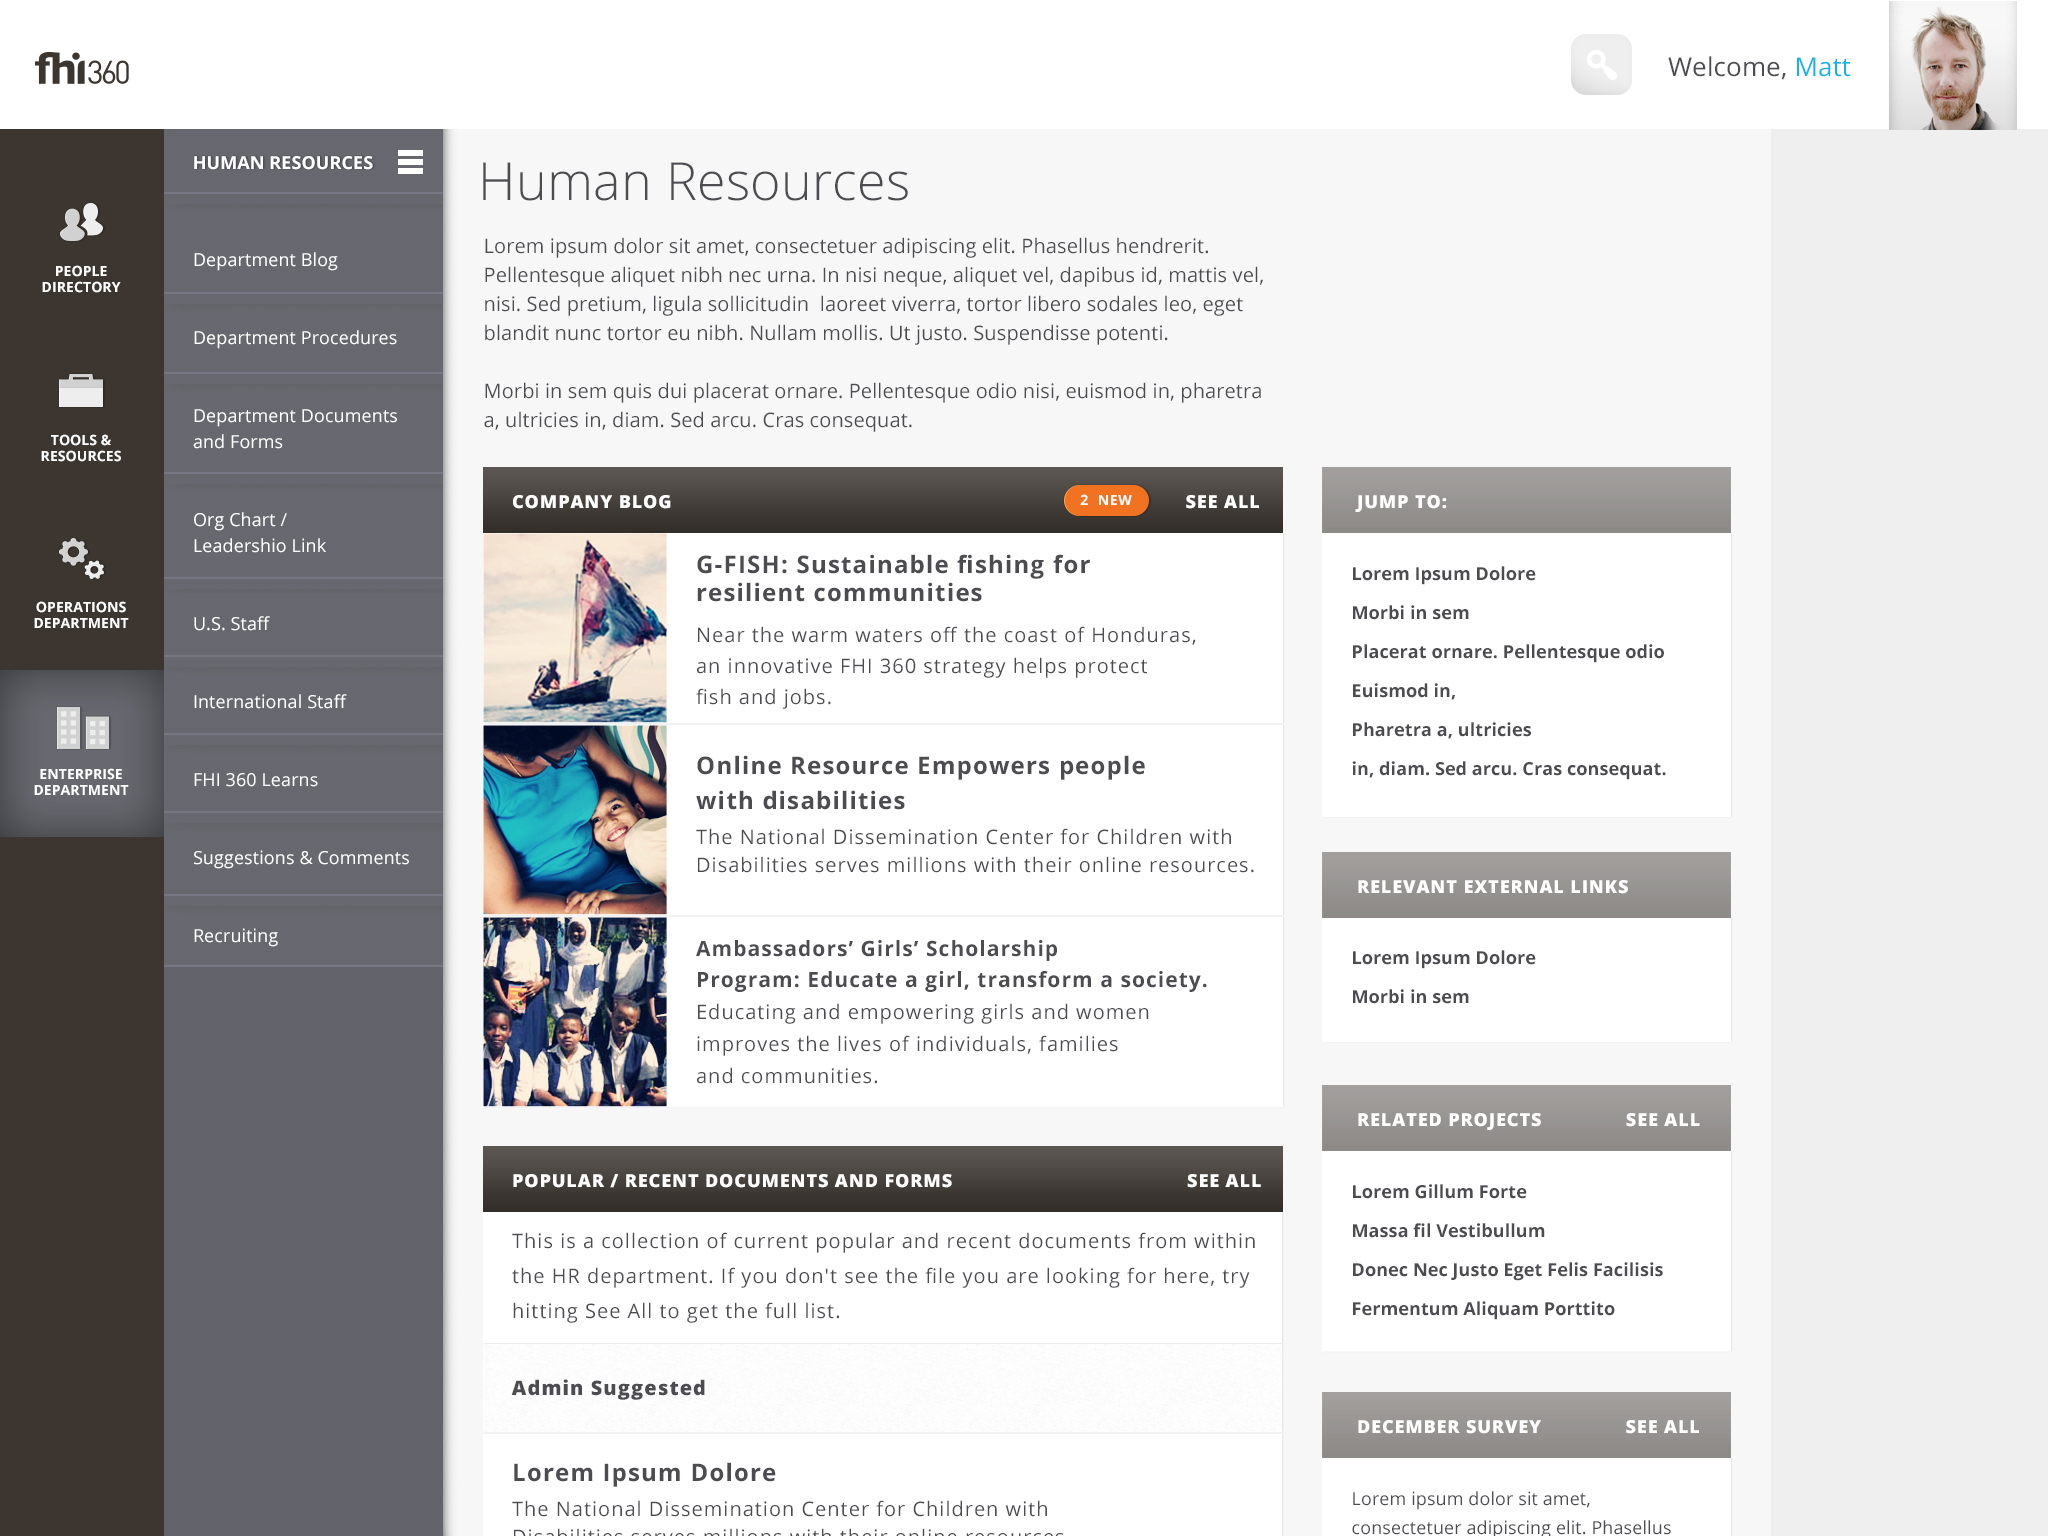 fhi360
Welcome, Matt
PEOPLE
DIRECTORY
TOOLS &
RESOURCES
OPERATIONS
DEPARTMENT
ENTERPRISE
DEPARTMENT
HUMAN RESOURCES
Department Blog
Department Procedures
Department Documents
and Forms
Org Chart /
Leadershio Link
U.S. Staff
International Staff
FHI 360 Learns
Suggestions & Comments
Recruiting
Human Resources
Lorem ipsum dolor sit amet, consectetuer adipiscing elit. Phasellus hendrerit.
Pellentesque aliquet nibh nec urna. In nisi neque, aliquet vel, dapibus id, mattis vel,
nisi. Sed pretium, ligula sollicitudin  laoreet viverra, tortor libero sodales leo, eget
blandit nunc tortor eu nibh. Nullam mollis. Ut justo. Suspendisse potenti.
Morbi in sem quis dui placerat ornare. Pellentesque odio nisi, euismod in, pharetra
a, ultricies in, diam. Sed arcu. Cras consequat.
COMPANY BLOG 2 NEW SEE ALL
G-FISH: Sustainable fishing for
resilient communities
Near the warm waters off the coast of Honduras,
an innovative FHI 360 strategy helps protect
fish and jobs.
Online Resource Empowers people
with disabilities
The National Dissemination Center for Children with
Disabilities serves millions with their online resources.
Ambassadors’ Girls’ Scholarship
Program: Educate a girl, transform a society.
Educating and empowering girls and women
improves the lives of individuals, families
and communities.
POPULAR / RECENT DOCUMENTS AND FORMS SEE ALL
This is a collection of current popular and recent documents from within
the HR department. If you don't see the file you are looking for here, try
hitting See All to get the full list.
Admin Suggested
Lorem Ipsum Dolore
The National Dissemination Center for Children with
Disabilities serves millions with their online resources
JUMP TO:
Lorem Ipsum Dolore
Morbi in sem
Placerat ornare. Pellentesque odio
Euismod in,
Pharetra a, ultricies
in, diam. Sed arcu. Cras consequat.
RELEVANT EXTERNAL LINKS
Lorem Ipsum Dolore
Morbi in sem
RELATED PROJECTS SEE ALL
Lorem Gillum Forte
Massa fil Vestibullum
Donec Nec Justo Eget Felis Facilisis
Fermentum Aliquam Porttito
DECEMBER SURVEY SEE ALL
Lorem ipsum dolor sit amet,
consectetuer adipiscing elit. Phasellus